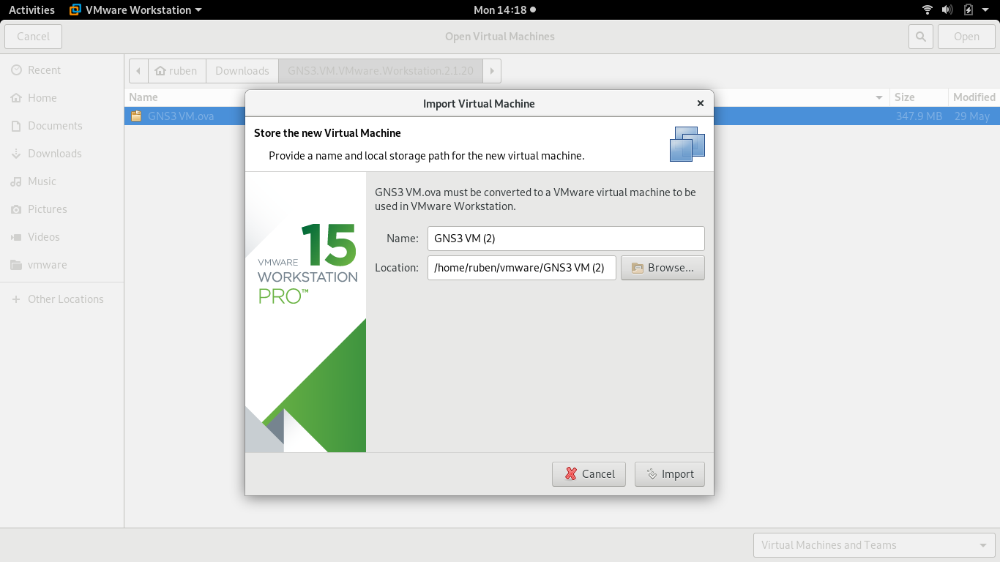 Activities VMware Workstation Mon 14:18
Cancel Open Virtual Machines Open
Recent
Home
Documents
Downloads
Music
Pictures
Videos
vmware
Other Locations
ruben Downloads GNS3.VM.VMware.Workstation.2.1.20
Name Size Modified
GNS3 VM.ova 347.9 MB 29 May
Import Virtual Machine
Store the new Virtual Machine
Provide a name and local storage path for the new virtual machine.
15
VMWARE
WORKSTATION
PRO™
GNS3 VM.ova must be converted to a VMware virtual machine to be
used in VMware Workstation.
Name: GNS3 VM (2)
Location: /home/ruben/vmware/GNS3 VM (2) Browse...
Cancel Import
Virtual Machines and Teams